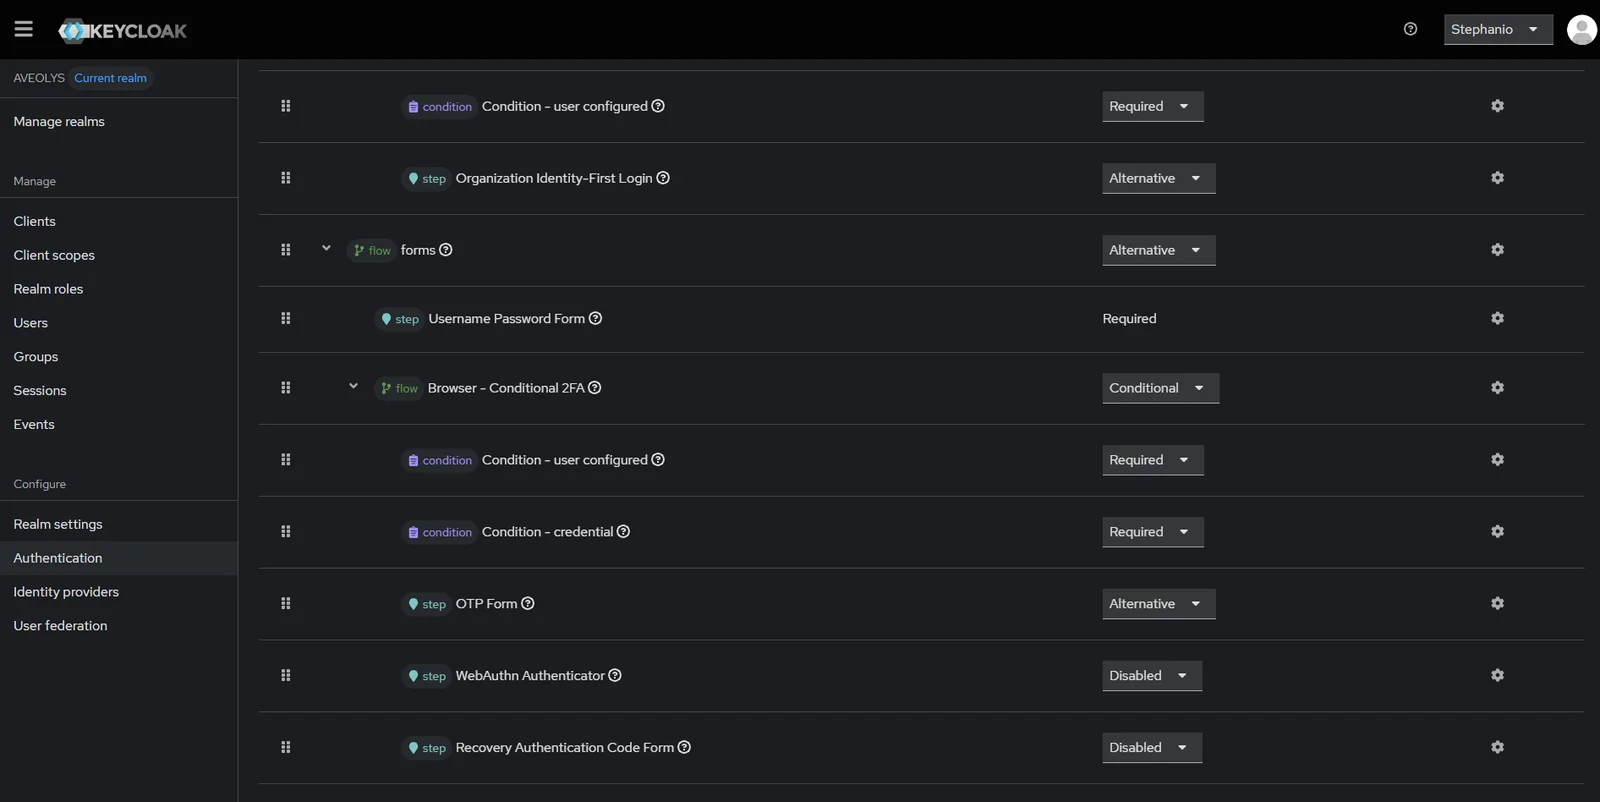 KEYCLOAK
Stephanio
AVEOLYS Current realm
Manage realms
Manage
Clients
Client scopes
Realm roles
Users
Groups
Sessions
Events
Configure
Realm settings
Authentication
Identity providers
User federation
condition Condition - user configured Required
step Organization Identity-First Login Alternative
flow forms Alternative
step Username Password Form Required
flow Browser - Conditional 2FA Conditional
condition Condition - user configured Required
condition Condition - credential Required
step OTP Form Alternative
step WebAuthn Authenticator Disabled
step Recovery Authentication Code Form Disabled